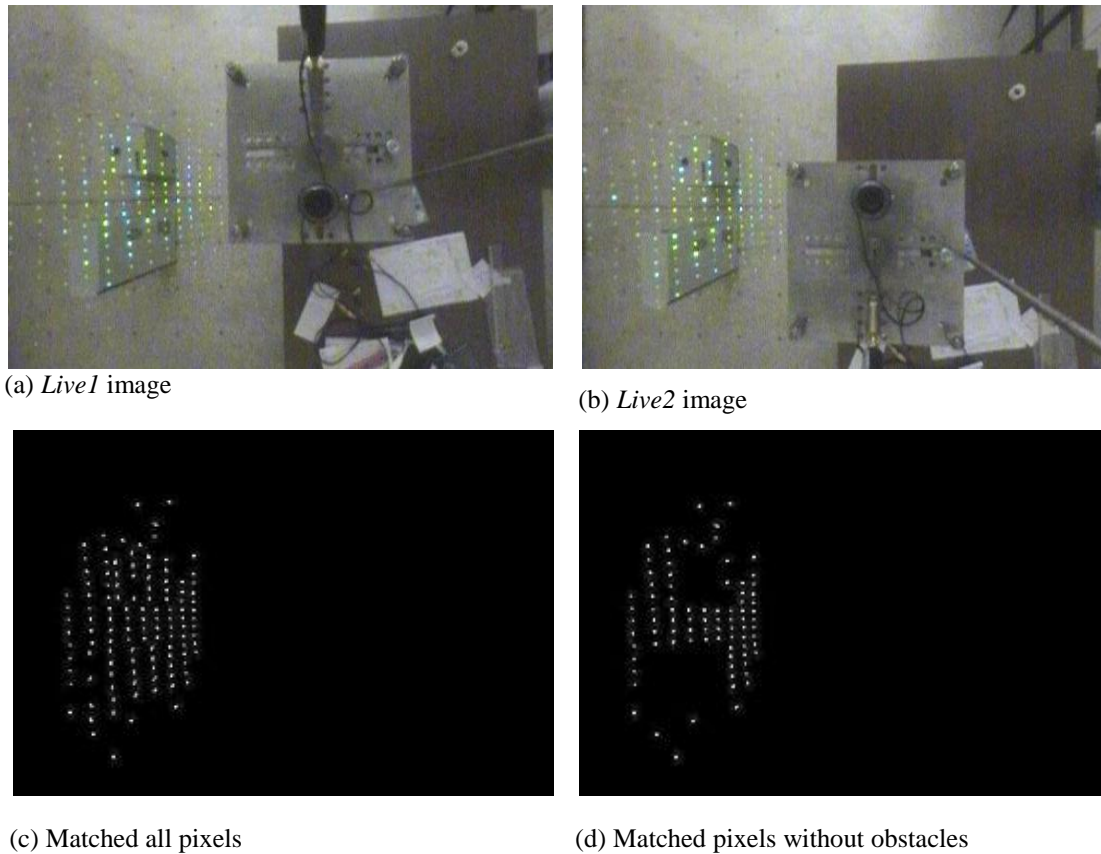 (a) Live1 image
(b) Live2 image
(c) Matched all pixels
(d) Matched pixels without obstacles